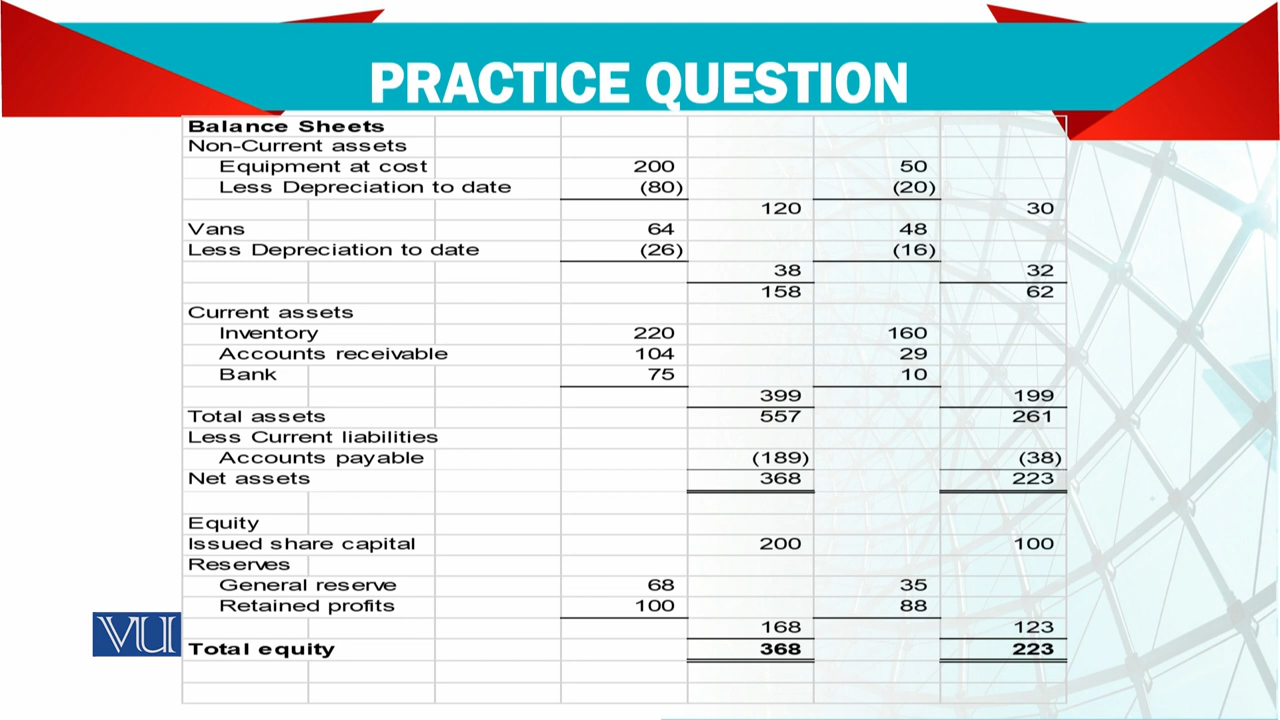 PRACTICE QUESTION
Balance Sheets
Non-Current assets
Equipment at cost 200 50
Less Depreciation to date (80) (20)
120 30
Vans 64 48
Less Depreciation to date (26) (16)
38 32
158 62
Current assets
Inventory 220 160
Accounts receivable 104 29
Bank 75 10
399 199
Total assets 557 261
Less Current liabilities
Accounts payable (189) (38)
Net assets 368 223
Equity
Issued share capital 200 100
Reserves
General reserve 68 35
Retained profits 100 88
168 123
VU
Total equity 368 223